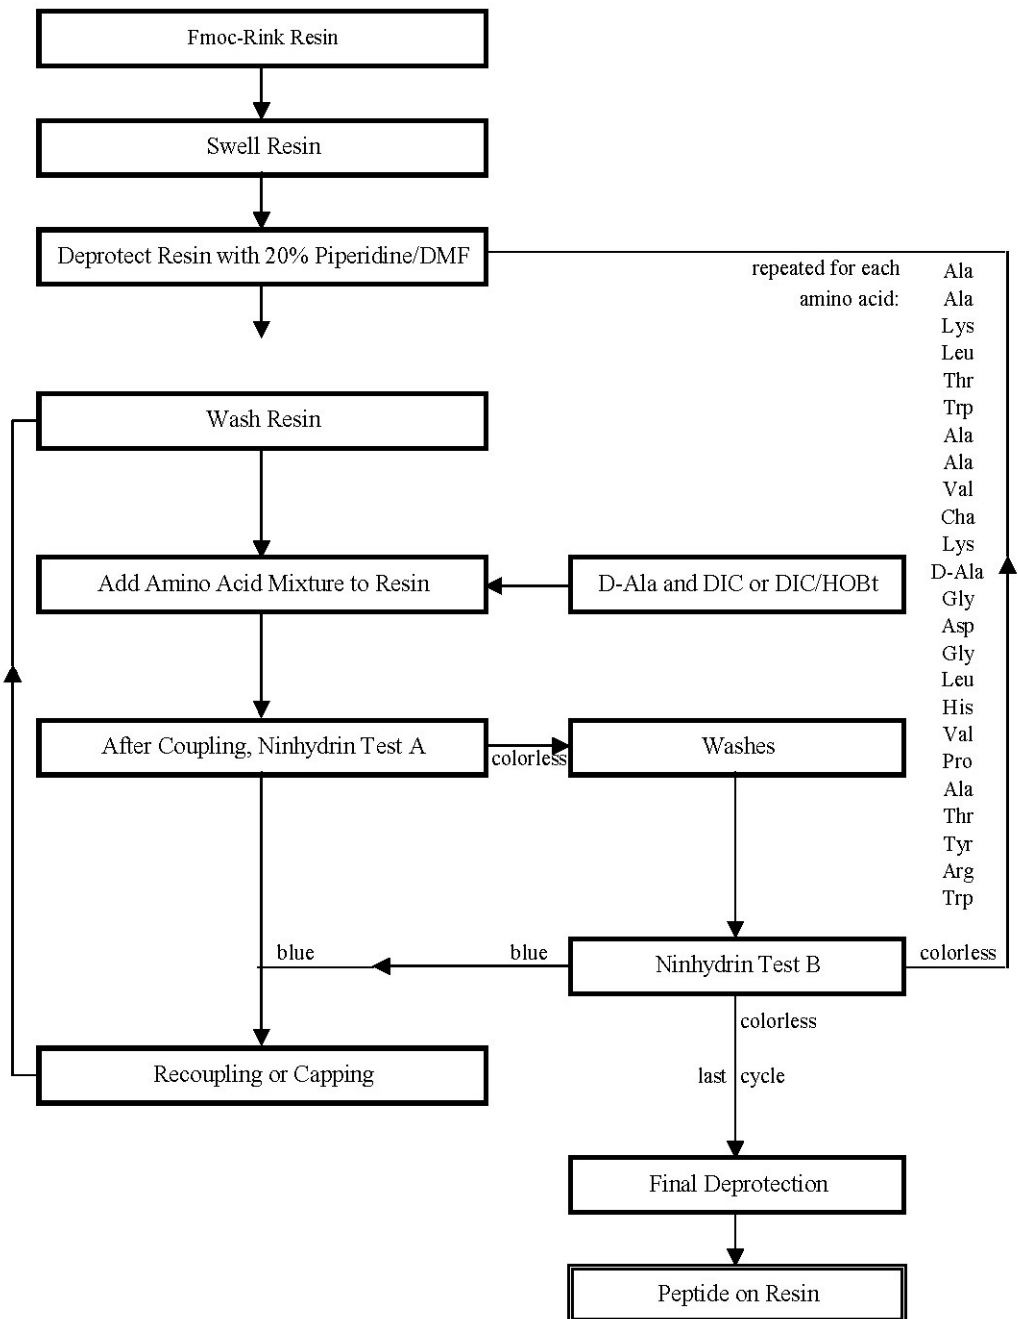 Fmoc-Rink Resin
Swell Resin
Deprotect Resin with 20% Piperidine/DMF
repeated for each
amino acid:
Ala
Ala
Lys
Leu
Thr
Trp
Ala
Ala
Val
Cha
Lys
D-Ala
Gly
Asp
Gly
Leu
His
Val
Pro
Ala
Thr
Tyr
Arg
Trp
Wash Resin
Add Amino Acid Mixture to Resin
D-Ala and DIC or DIC/HOBt
After Coupling, Ninhydrin Test A
colorless
Washes
blue
blue
Ninhydrin Test B
colorless
colorless
last cycle
Recoupling or Capping
Final Deprotection
Peptide on Resin